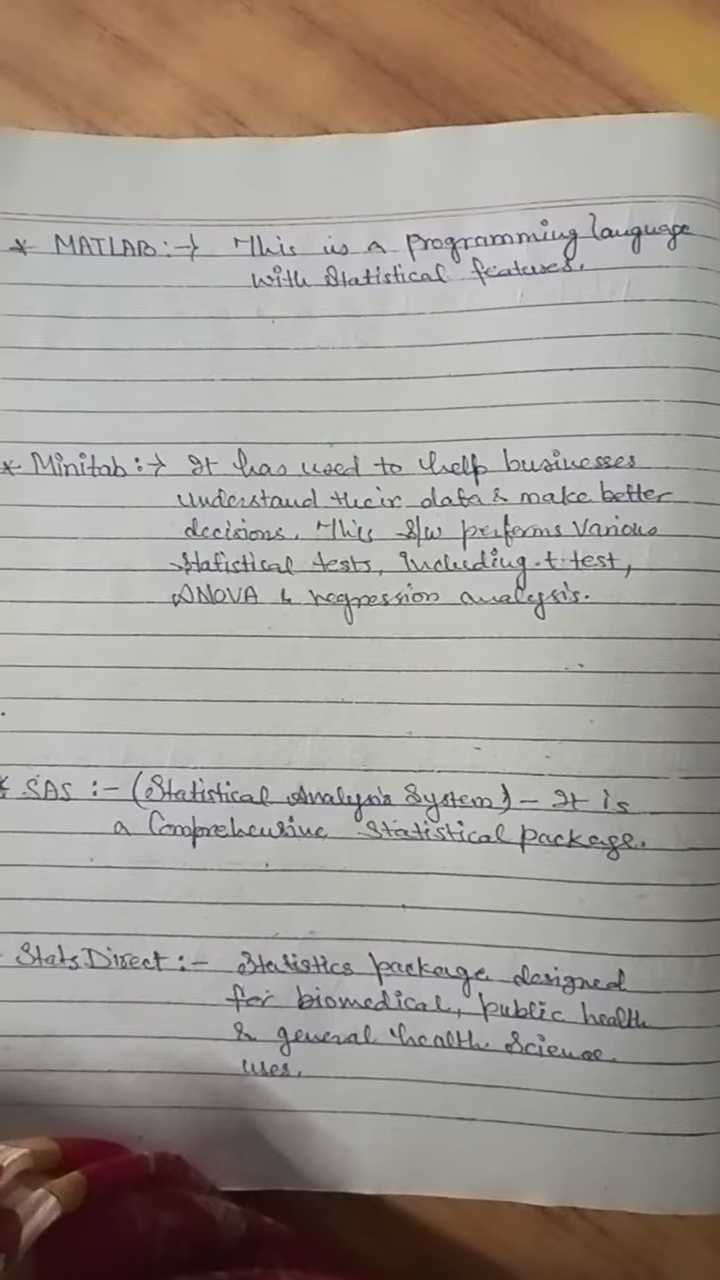 * MATLAB :→ This is a programming language
with statistical features.
* Minitab :→ It has used to help businesses
understand their data & make better
decisions. This s/w performs various
statistical tests, including t-test,
ANOVA & regression analysis.
* SAS :- (Statistical Analysis System) - It is
a Comprehensive Statistical package.
- StatsDirect :- Statistics package designed
for biomedical, public health
& general health science
uses.